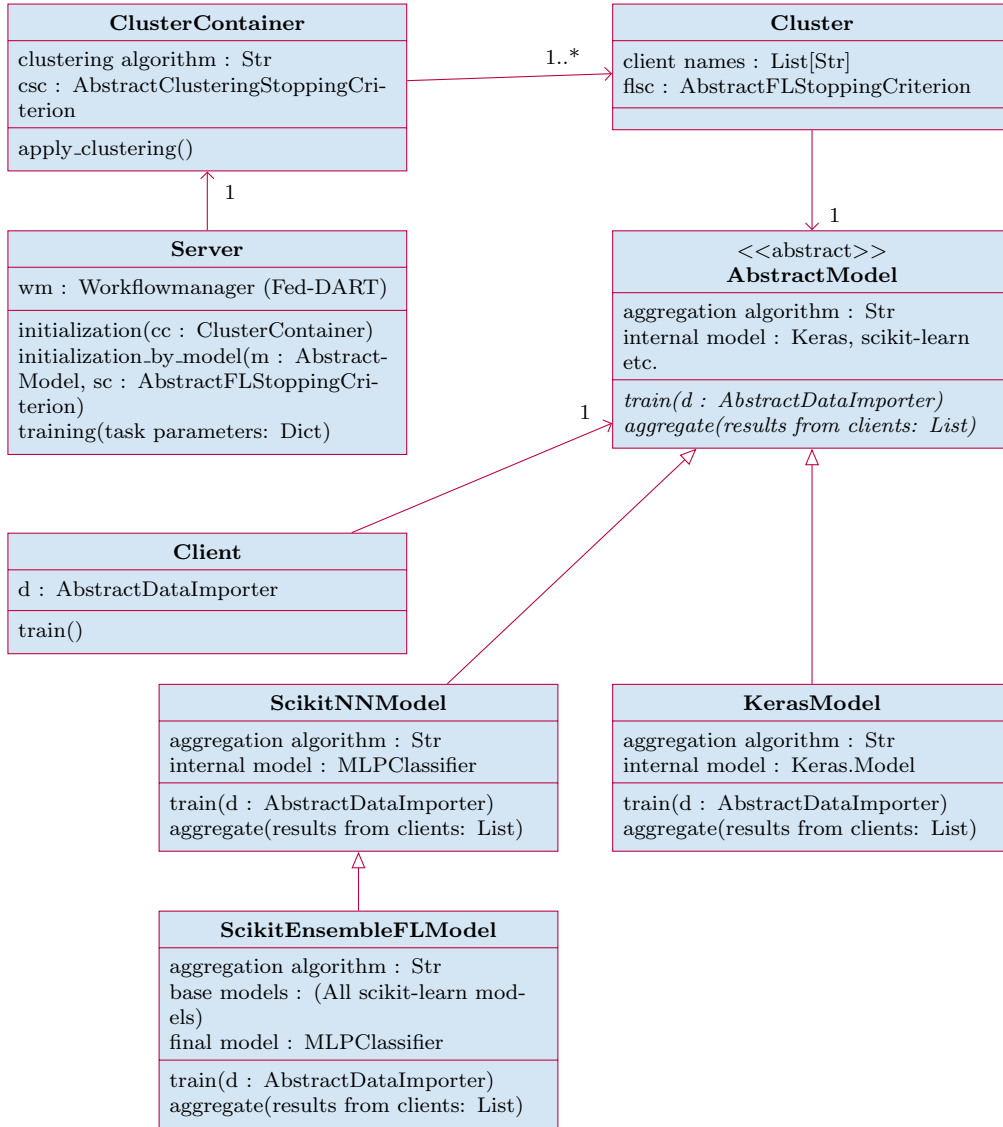 ClusterContainer
clustering algorithm : Str
csc : AbstractClusteringStoppingCri-
terion
apply_clustering()
1..*
Cluster
client names : List[Str]
flsc : AbstractFLStoppingCriterion
1
1
Server
wm : Workflowmanager (Fed-DART)
initialization(cc : ClusterContainer)
initialization_by_model(m : Abstract-
Model, sc : AbstractFLStoppingCri-
terion)
training(task parameters: Dict)
<<abstract>>
AbstractModel
aggregation algorithm : Str
internal model : Keras, scikit-learn
etc.
train(d : AbstractDataImporter)
aggregate(results from clients: List)
1
Client
d : AbstractDataImporter
train()
ScikitNNModel
aggregation algorithm : Str
internal model : MLPClassifier
train(d : AbstractDataImporter)
aggregate(results from clients: List)
KerasModel
aggregation algorithm : Str
internal model : Keras.Model
train(d : AbstractDataImporter)
aggregate(results from clients: List)
ScikitEnsembleFLModel
aggregation algorithm : Str
base models : (All scikit-learn mod-
els)
final model : MLPClassifier
train(d : AbstractDataImporter)
aggregate(results from clients: List)